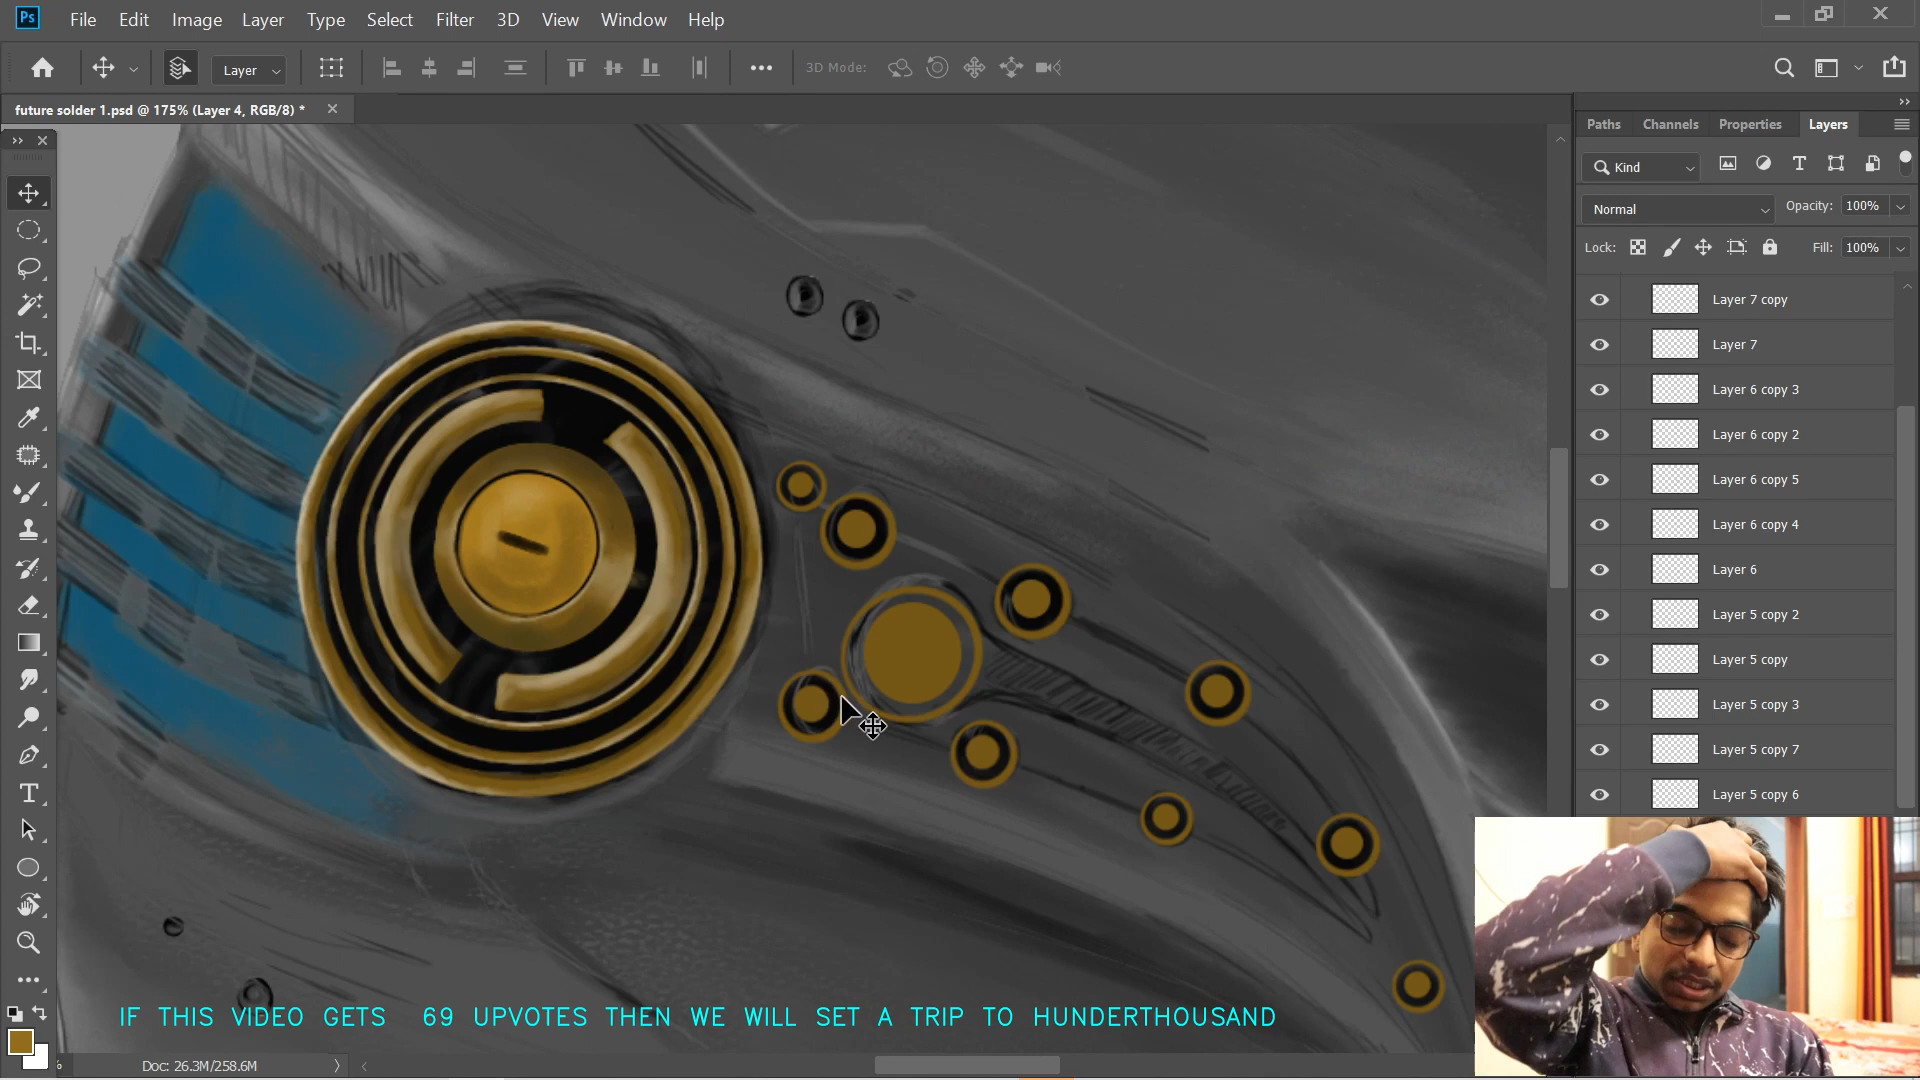 Ps File Edit Image Layer Type Select Filter 3D View Window Help
Layer 3D Mode:
future solder 1.psd @ 175% (Layer 4, RGB/8) *
Paths Channels Properties Layers
Kind
Normal Opacity: 100%
Lock: Fill: 100%
Layer 7 copy
Layer 7
Layer 6 copy 3
Layer 6 copy 2
Layer 6 copy 5
Layer 6 copy 4
Layer 6
Layer 5 copy 2
Layer 5 copy
Layer 5 copy 3
Layer 5 copy 7
Layer 5 copy 6
IF THIS VIDEO GETS 69 UPVOTES THEN WE WILL SET A TRIP TO HUNDERTHOUSAND
% Doc: 26.3M/258.6M